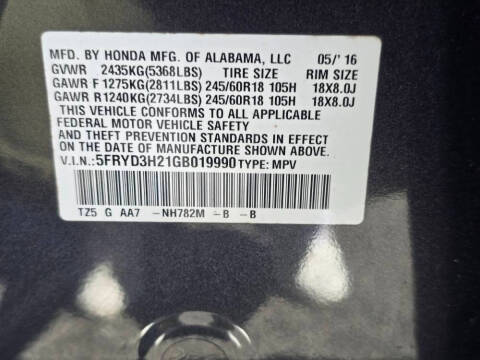 MFD. BY HONDA MFG. OF ALABAMA, LLC 05/'16
GVWR 2435KG(5368LBS) TIRE SIZE RIM SIZE
GAWR F1275KG(2811LBS) 245/60R18 105H 18X8.0J
GAWR R1240KG(2734LBS) 245/60R18 105H 18X8.0J
THIS VEHICLE CONFORMS TO ALL APPLICABLE
FEDERAL MOTOR VEHICLE SAFETY
AND THEFT PREVENTION STANDARDS IN EFFECT
ON THE DATE OF MANUFACTURE SHOWN ABOVE.
V.I.N.:5FRYD3H21GB019990 TYPE: MPV
TZ5 G AA7 -NH782M -B -B